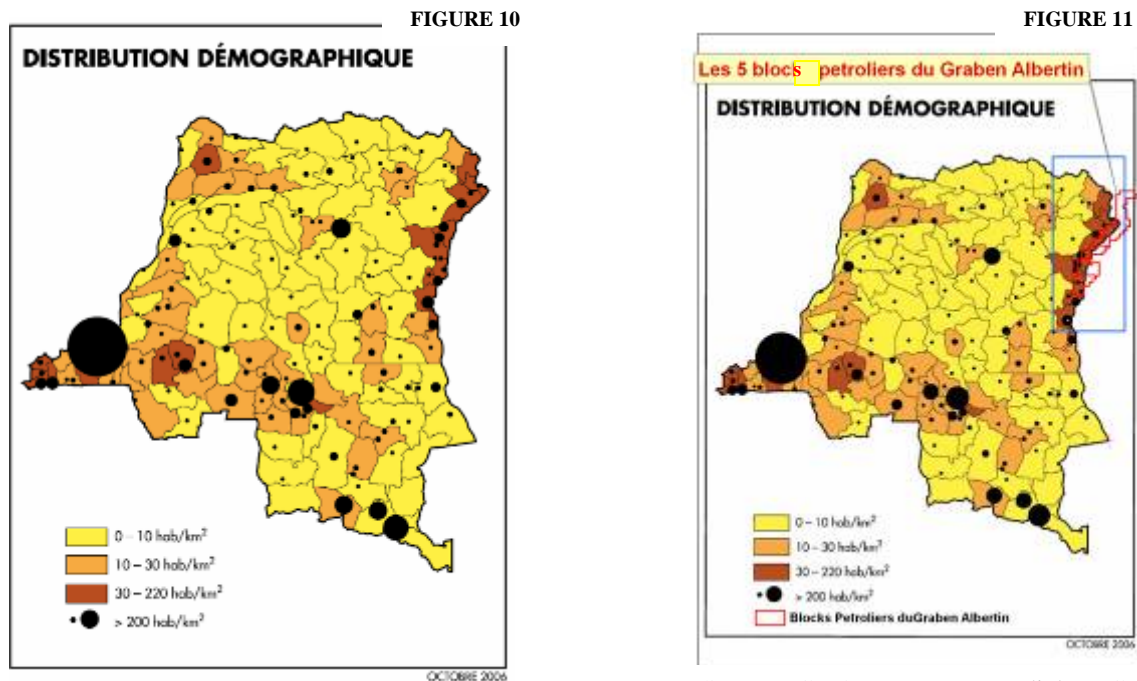 FIGURE 10
DISTRIBUTION DÉMOGRAPHIQUE
0 – 10 hab/km²
10 – 30 hab/km²
30 – 220 hab/km²
> 200 hab/km²
OCTOBRE 2006
FIGURE 11
Les 5 blocs petroliers du Graben Albertin
DISTRIBUTION DÉMOGRAPHIQUE
0 – 10 hab/km²
10 – 30 hab/km²
30 – 220 hab/km²
> 200 hab/km²
Blocks Petroliers duGraben Albertin
OCTOBRE 2006